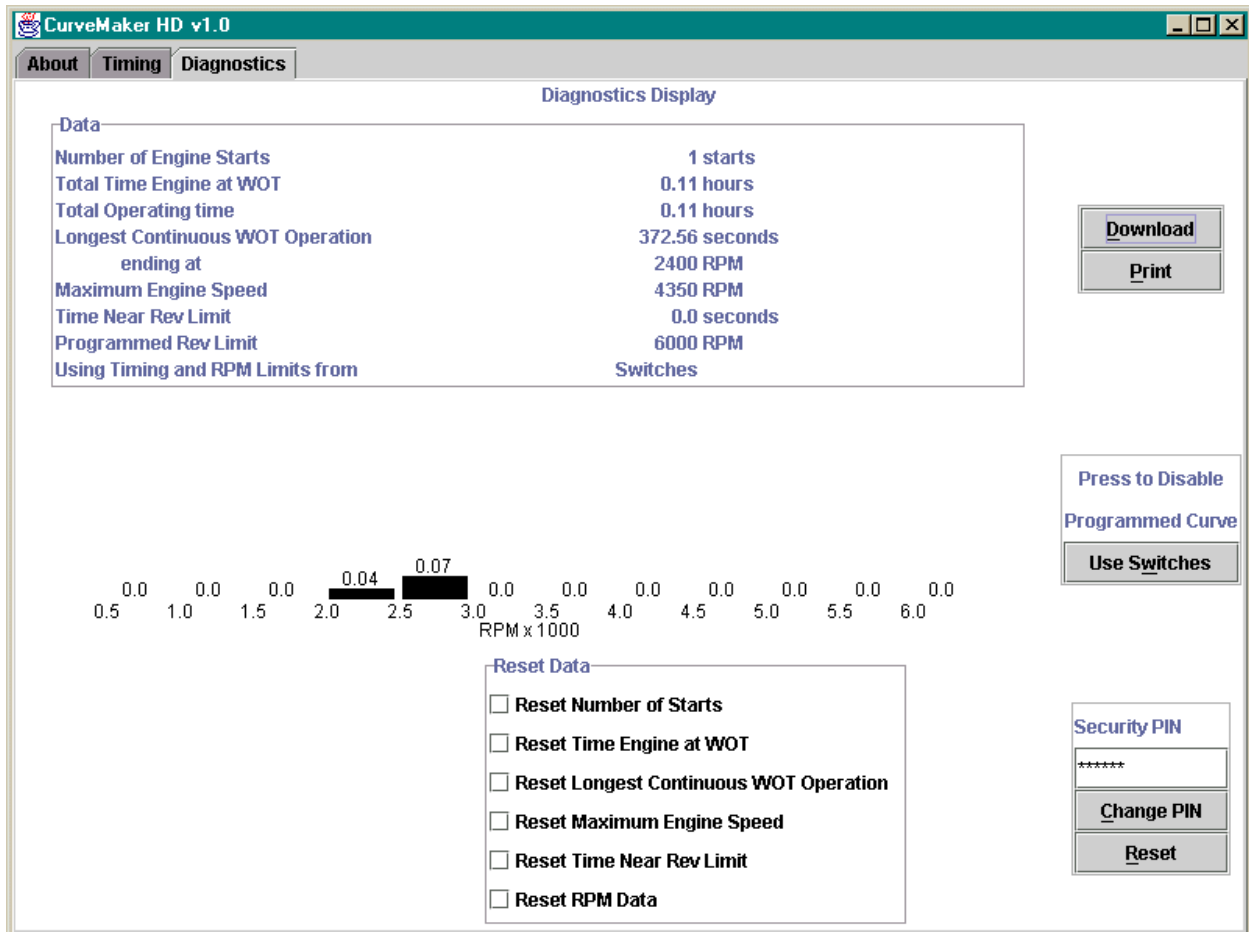 CurveMaker HD v1.0
About Timing Diagnostics
Diagnostics Display
Data
Number of Engine Starts 1 starts
Total Time Engine at WOT 0.11 hours
Total Operating time 0.11 hours
Longest Continuous WOT Operation 372.56 seconds
ending at 2400 RPM
Maximum Engine Speed 4350 RPM
Time Near Rev Limit 0.0 seconds
Programmed Rev Limit 6000 RPM
Using Timing and RPM Limits from Switches
Download
Print
Press to Disable
Programmed Curve
Use Switches
0.0 0.0 0.0 0.04 0.07 0.0 0.0 0.0 0.0 0.0 0.0 0.0
0.5 1.0 1.5 2.0 2.5 3.0 3.5 4.0 4.5 5.0 5.5 6.0
RPM x 1000
Reset Data
Reset Number of Starts
Reset Time Engine at WOT
Reset Longest Continuous WOT Operation
Reset Maximum Engine Speed
Reset Time Near Rev Limit
Reset RPM Data
Security PIN
******
Change PIN
Reset